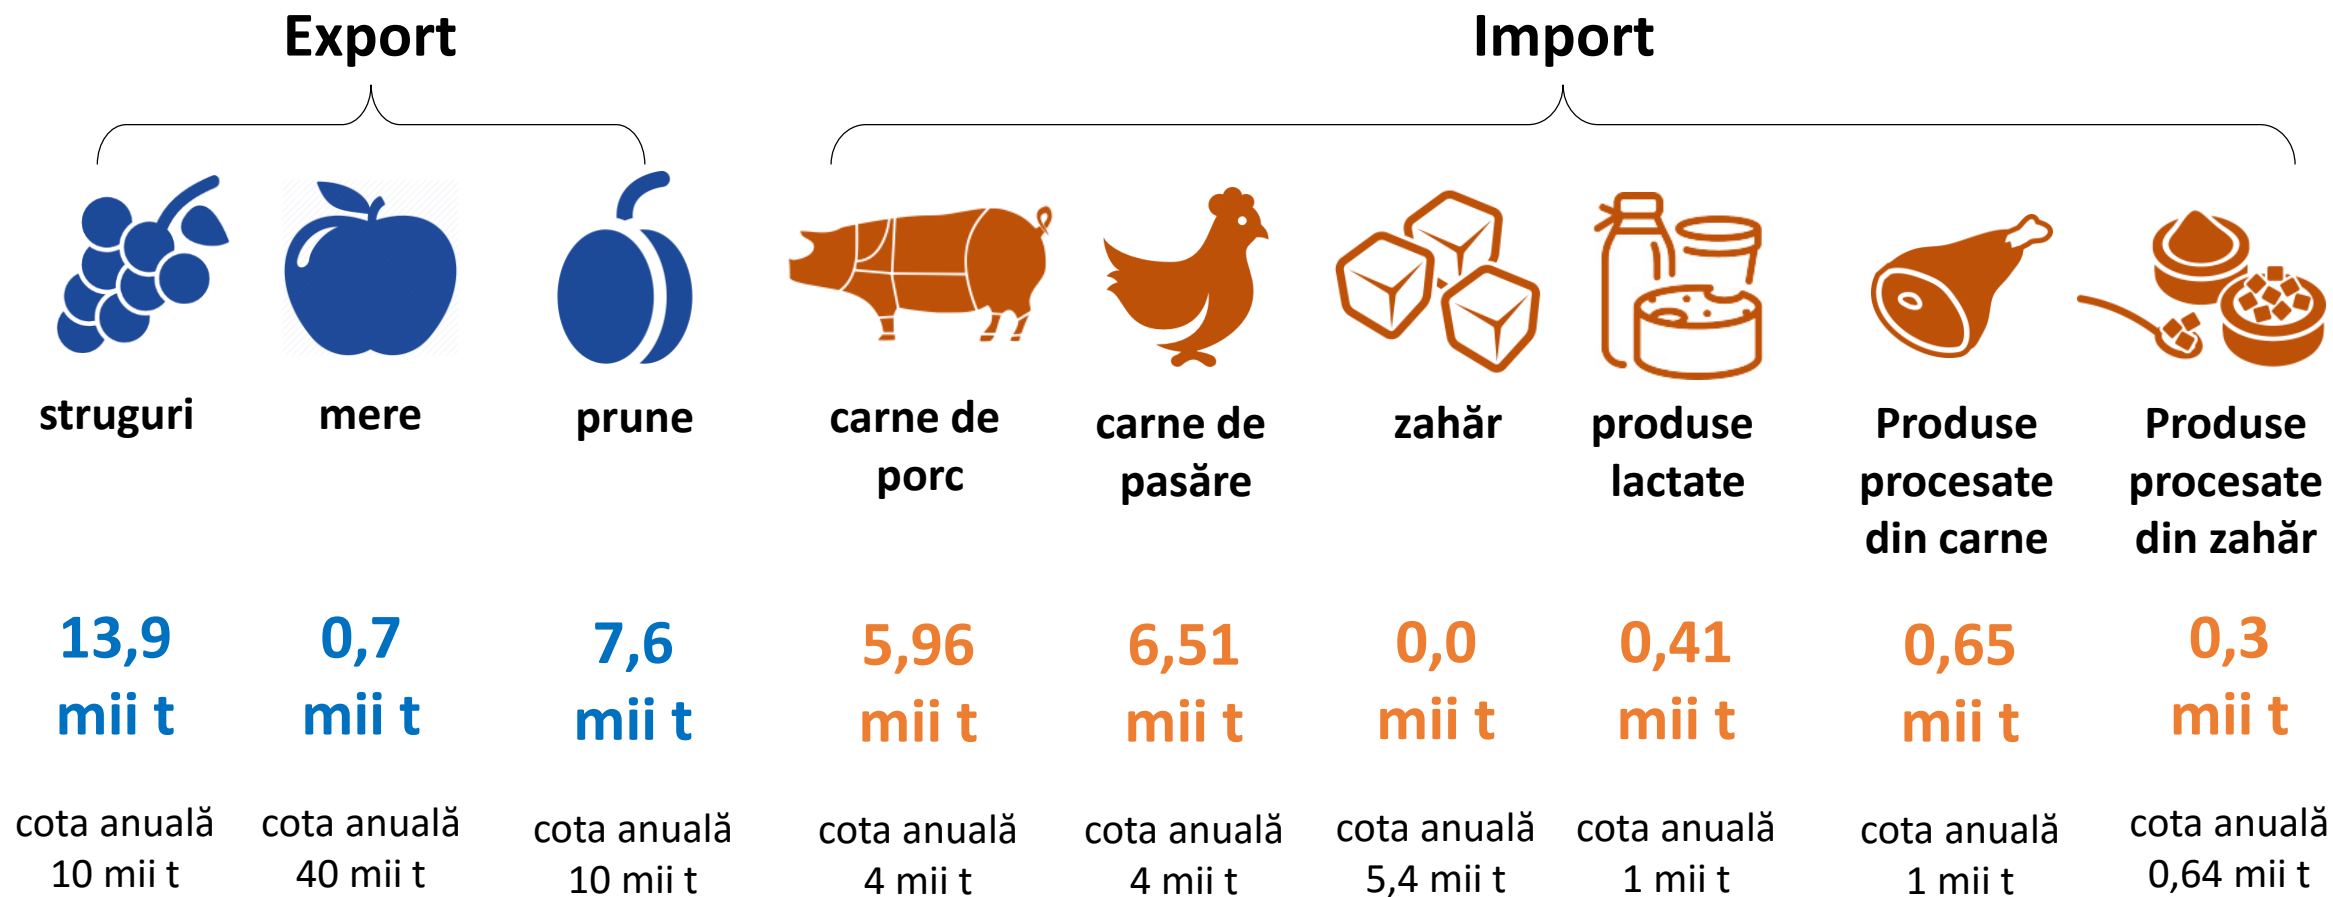 Export
Import
struguri
mere
prune
carne de
porc
carne de
pasăre
zahăr
produse
lactate
Produse
procesate
din carne
Produse
procesate
din zahăr
13,9
mii t
0,7
mii t
7,6
mii t
5,96
mii t
6,51
mii t
0,0
mii t
0,41
mii t
0,65
mii t
0,3
mii t
cota anuală
10 mii t
cota anuală
40 mii t
cota anuală
10 mii t
cota anuală
4 mii t
cota anuală
4 mii t
cota anuală
5,4 mii t
cota anuală
1 mii t
cota anuală
1 mii t
cota anuală
0,64 mii t